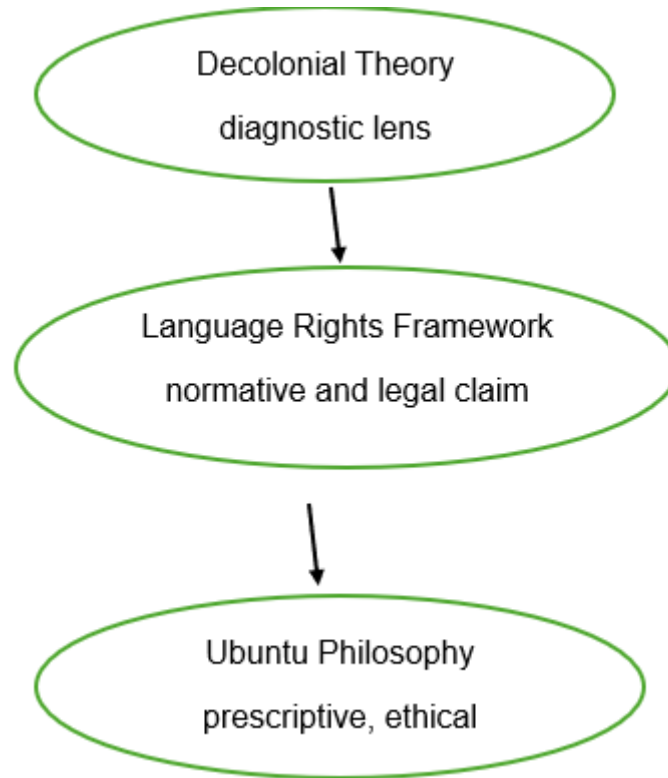 Decolonial Theory
diagnostic lens
Language Rights Framework
normative and legal claim
Ubuntu Philosophy
prescriptive, ethical